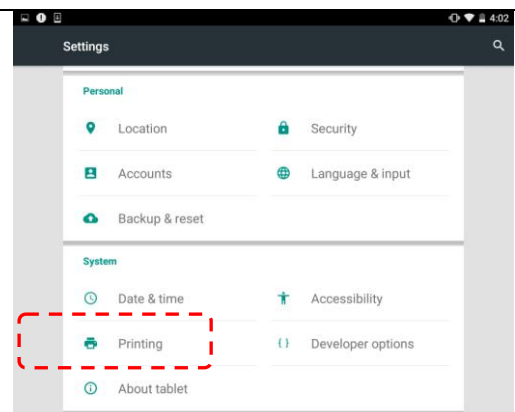 4:02
Settings
Personal
Location Security
Accounts Language & input
Backup & reset
System
Date & time Accessibility
Printing { } Developer options
About tablet